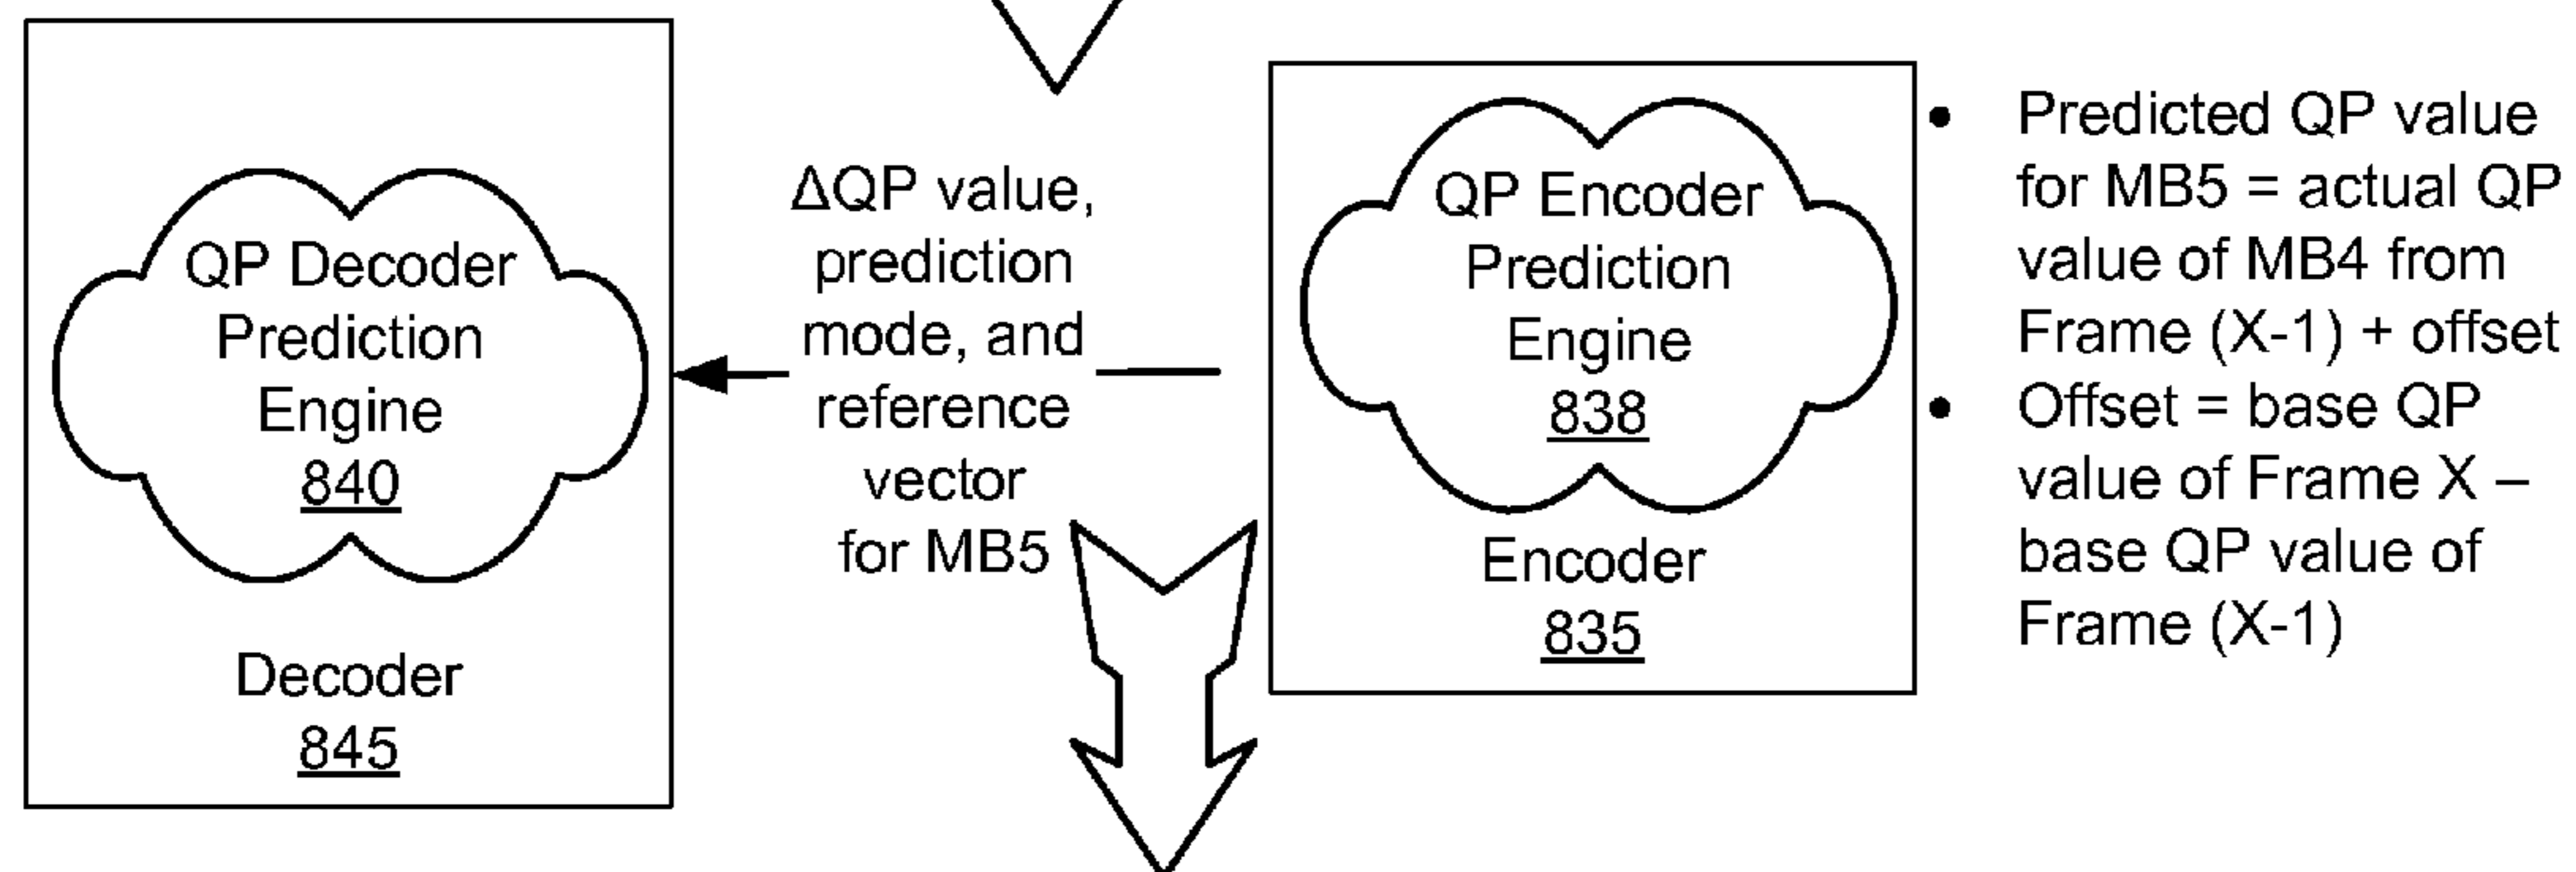 QP Decoder
Prediction
Engine
840
Decoder
845
ΔQP value,
prediction
mode, and
reference
vector
for MB5
QP Encoder
Prediction
Engine
838
Encoder
835
• Predicted QP value
for MB5 = actual QP
value of MB4 from
Frame (X-1) + offset
• Offset = base QP
value of Frame X –
base QP value of
Frame (X-1)